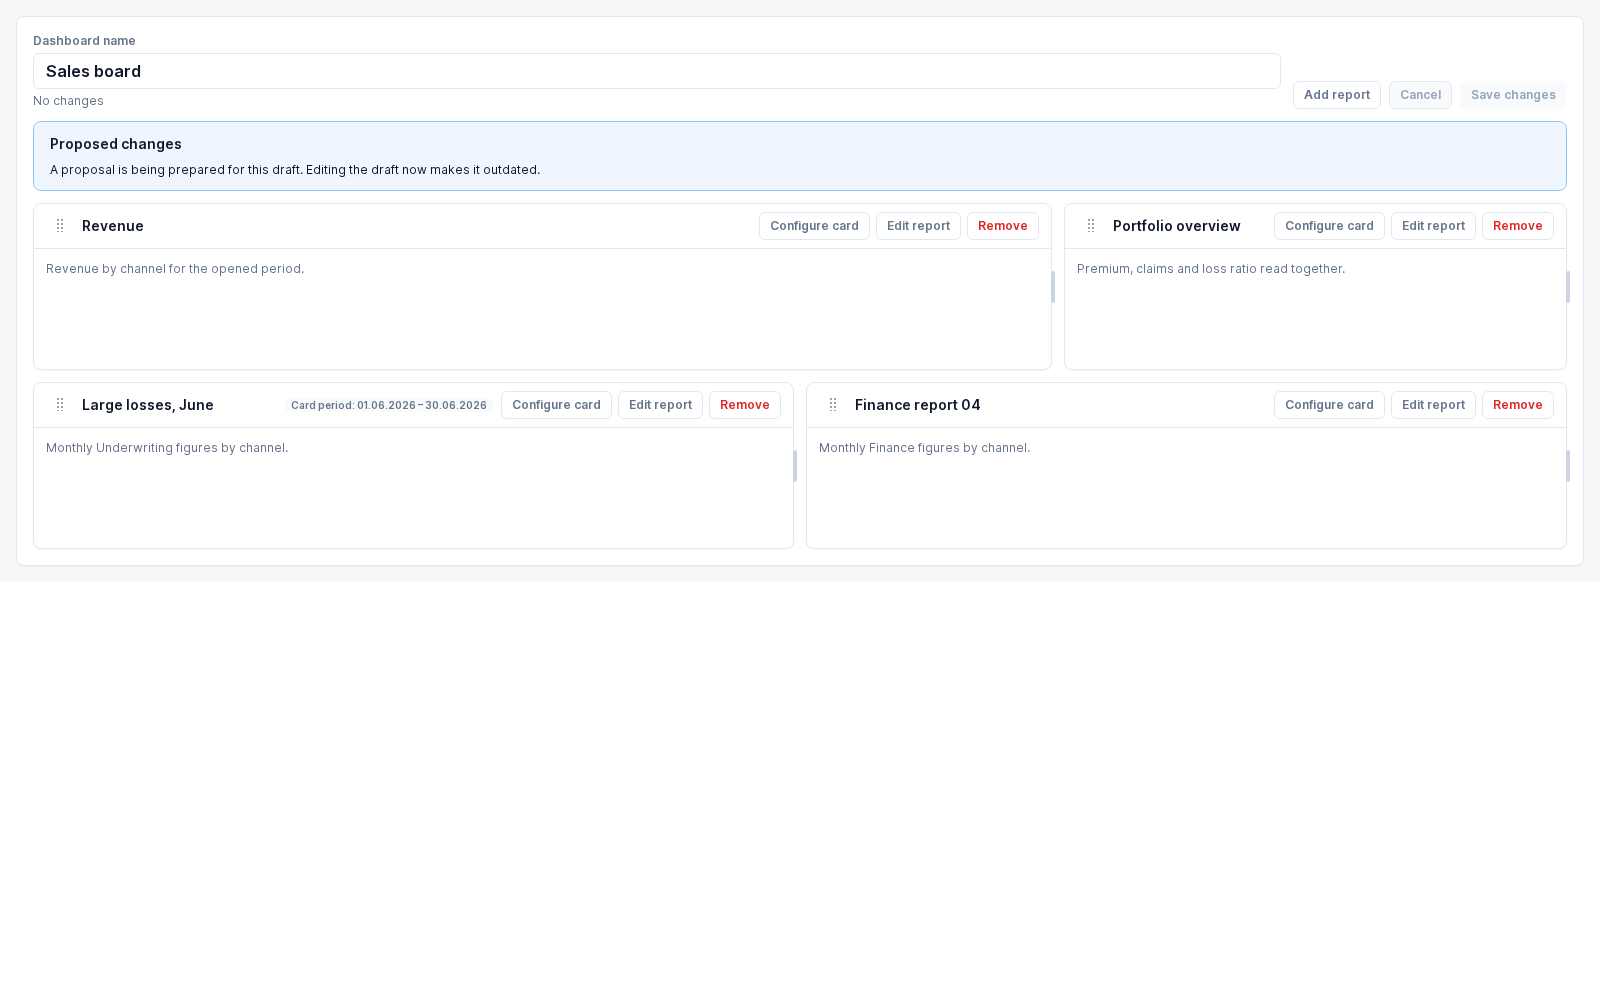 Dashboard name
Sales board
No changes
Add report
Cancel
Save changes
Proposed changes
A proposal is being prepared for this draft. Editing the draft now makes it outdated.
Revenue
Configure card
Edit report
Remove
Revenue by channel for the opened period.
Portfolio overview
Configure card
Edit report
Remove
Premium, claims and loss ratio read together.
Large losses, June
Card period: 01.06.2026 – 30.06.2026
Configure card
Edit report
Remove
Monthly Underwriting figures by channel.
Finance report 04
Configure card
Edit report
Remove
Monthly Finance figures by channel.